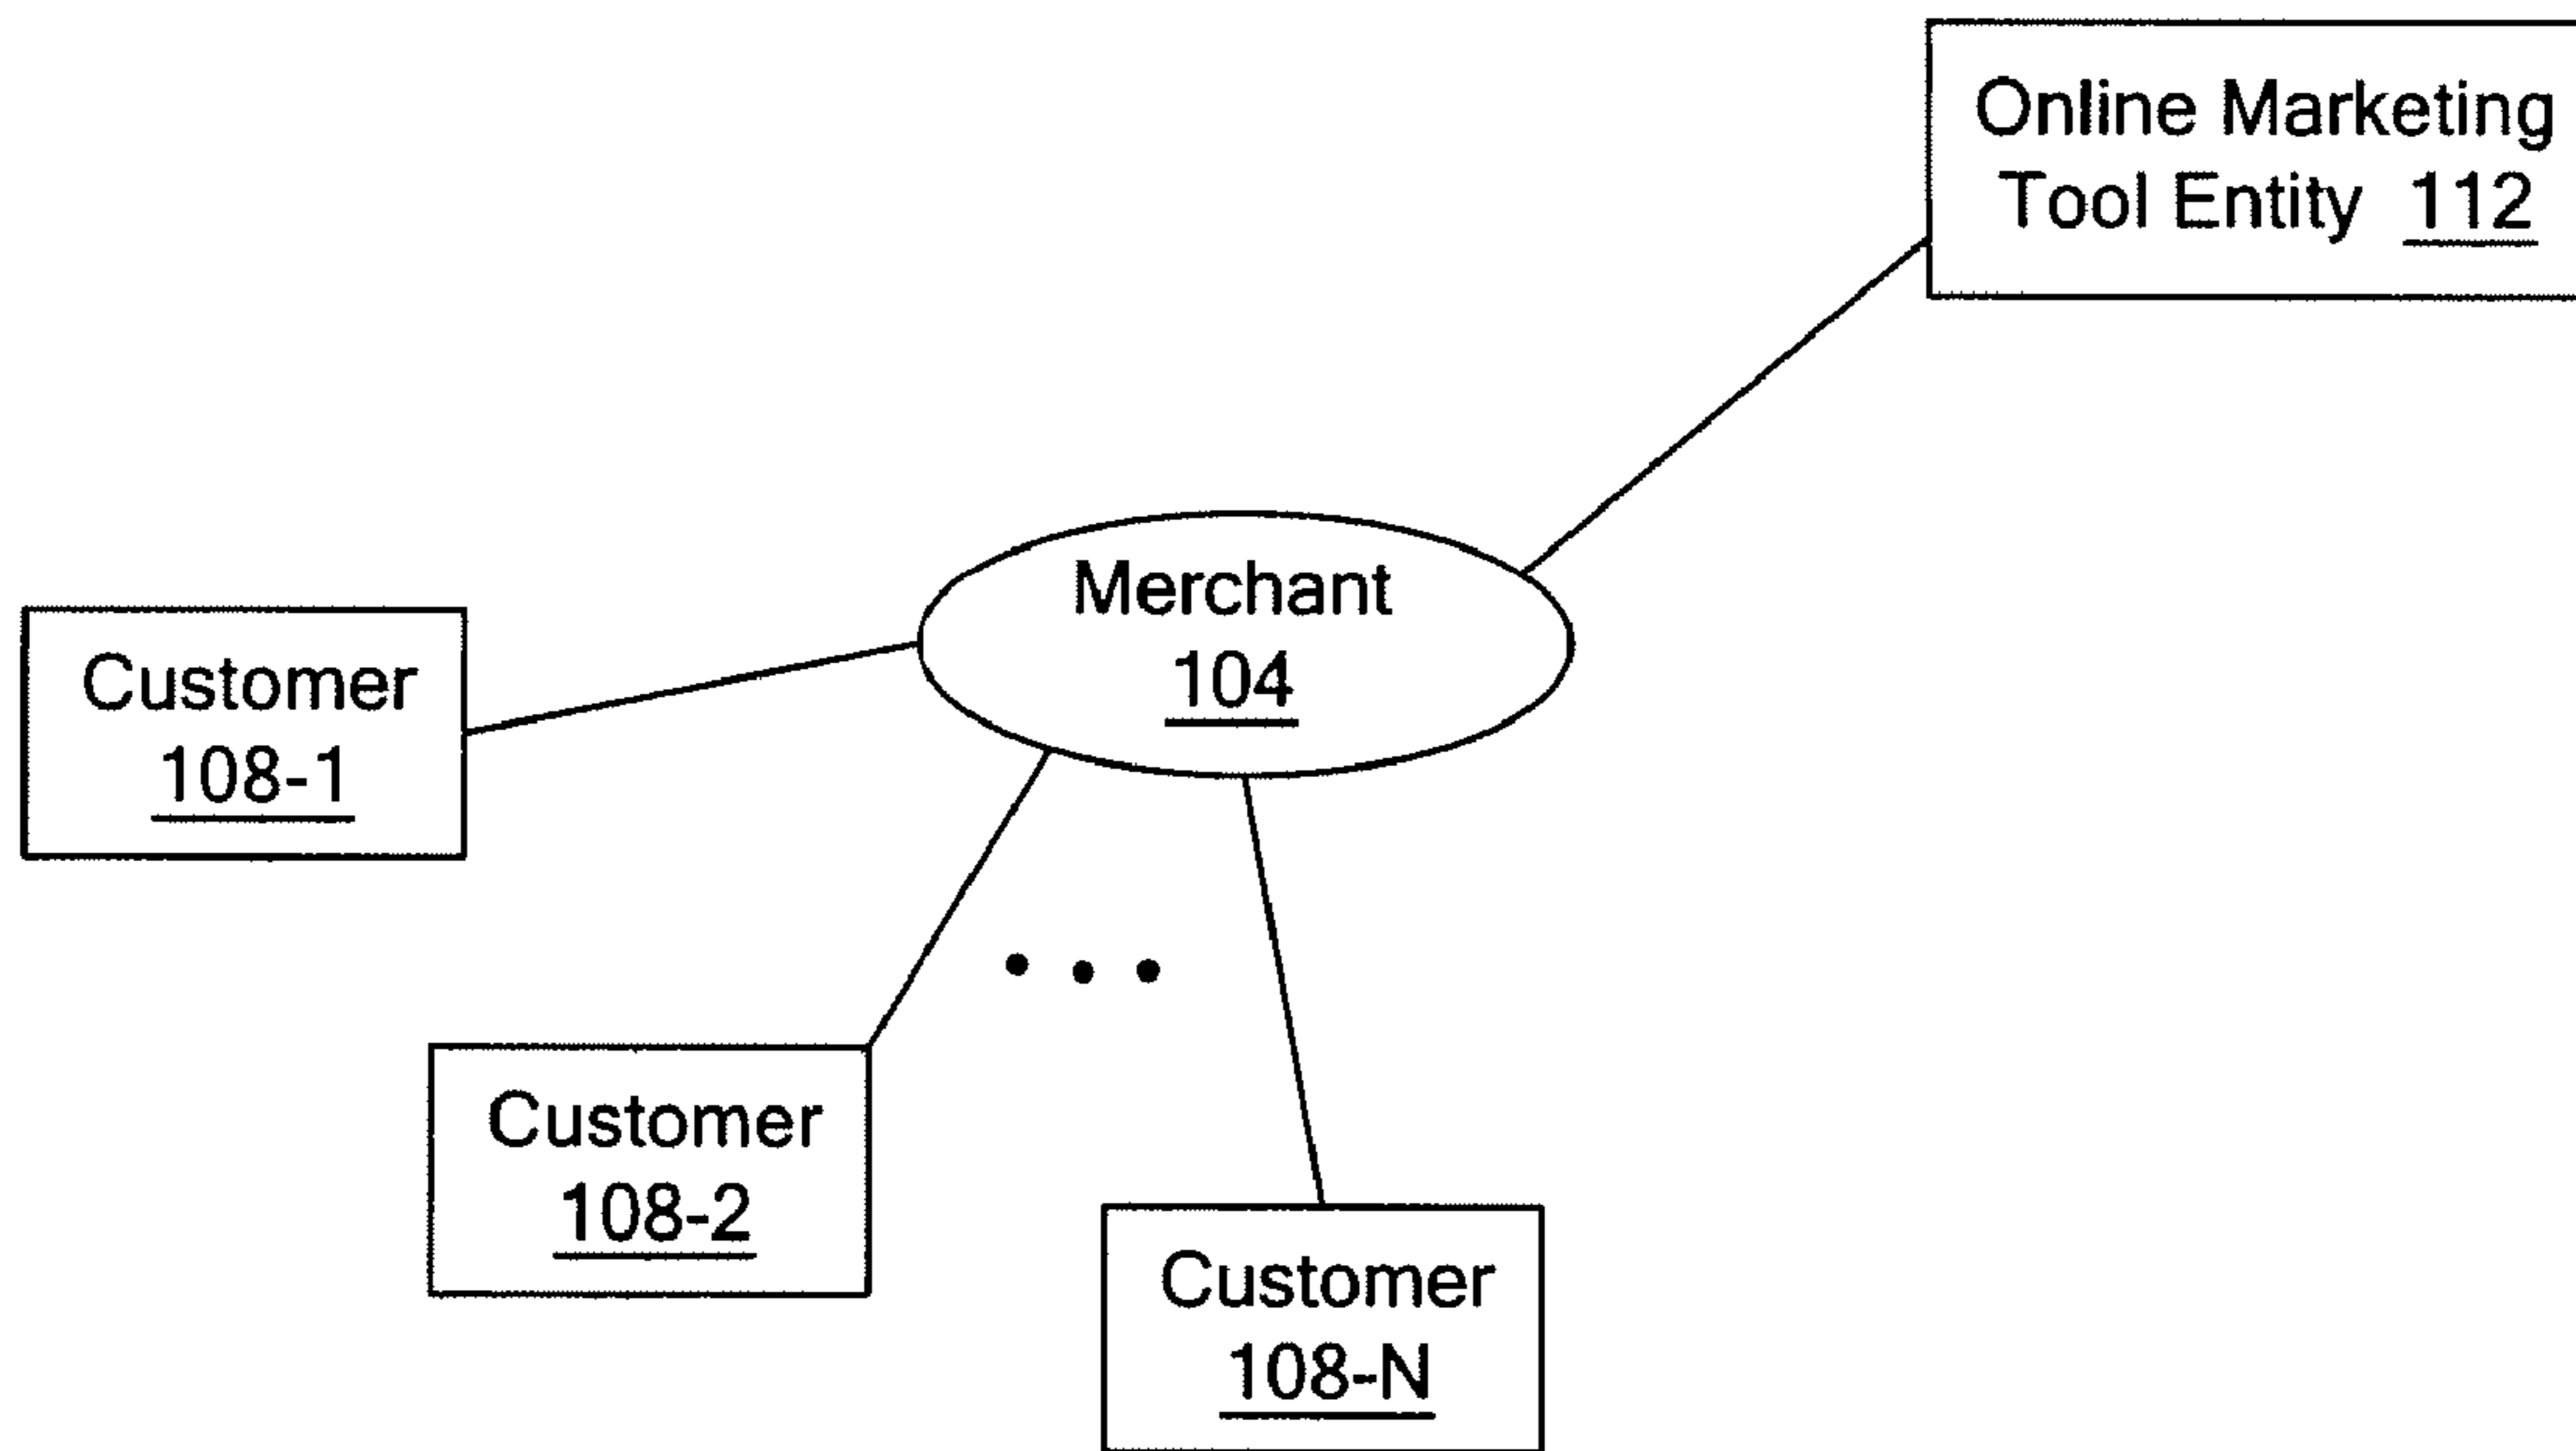 Online Marketing
Tool Entity 112
Merchant
104
Customer
108-1
Customer
108-2
Customer
108-N